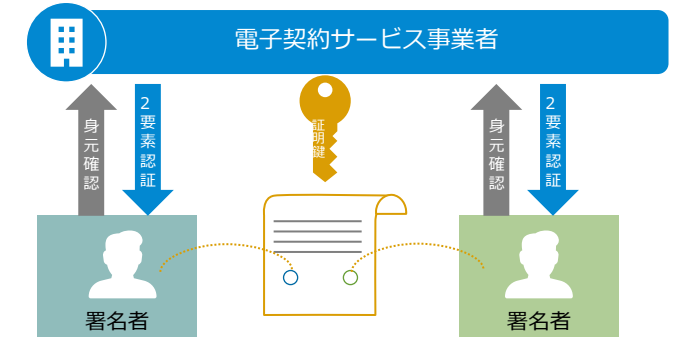 電子契約サービス事業者
身元確認
2要素認証
証明鍵
身元確認
2要素認証
署名者
署名者